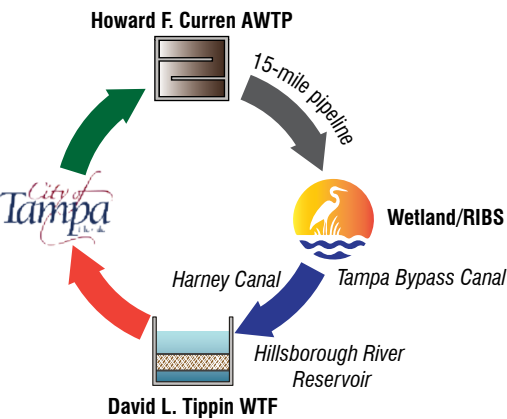 Howard F. Curren AWTP
15-mile pipeline
City of
Tampa
Florida
Wetland/RIBS
Harney Canal
Tampa Bypass Canal
Hillsborough River
Reservoir
David L. Tippin WTF